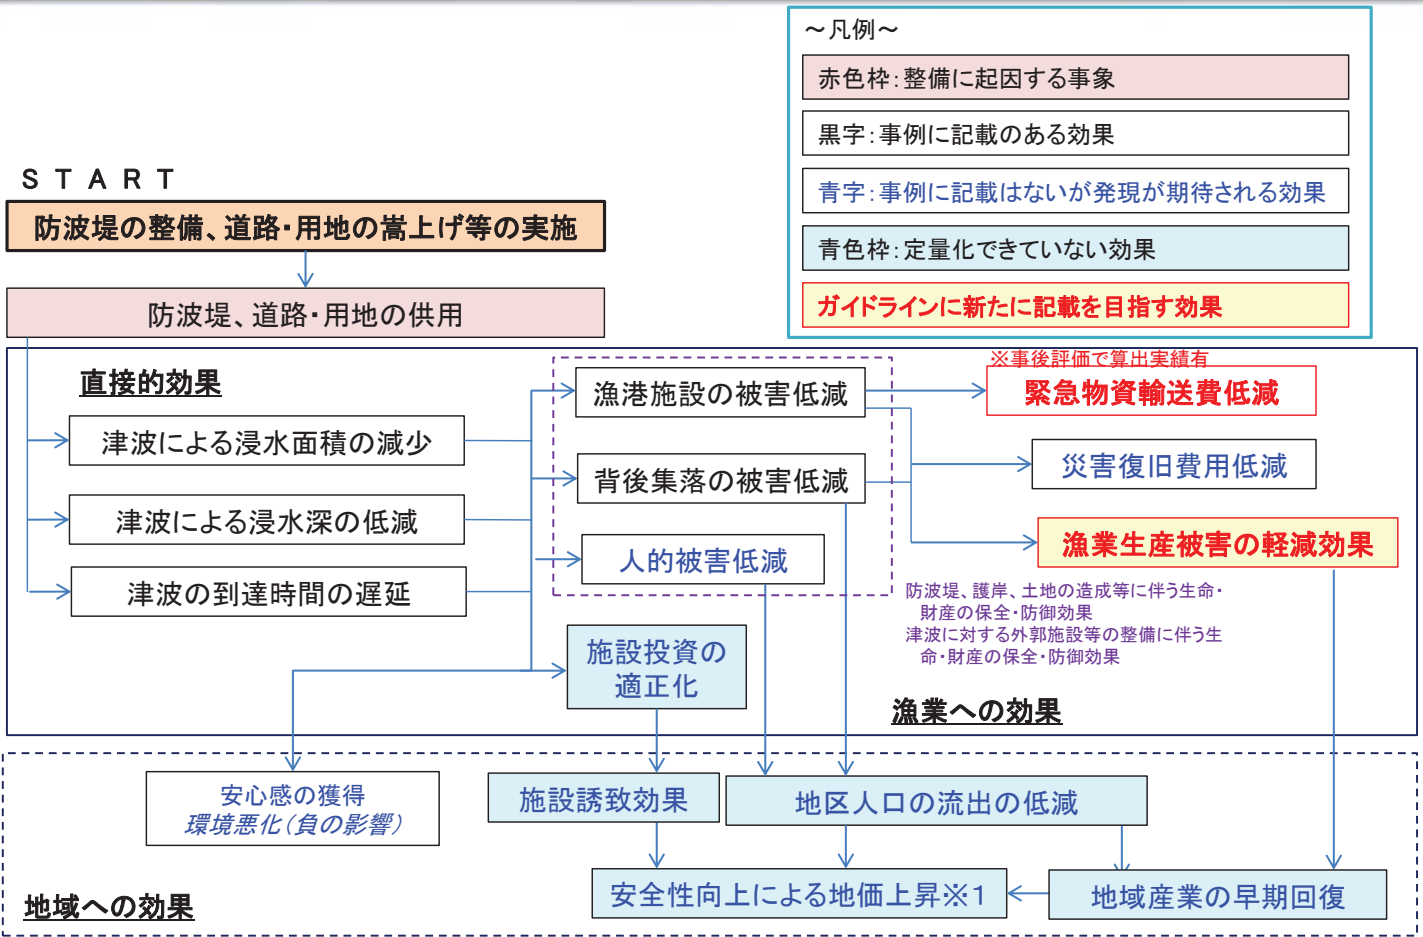 ～凡例～
赤色枠：整備に起因する事象
黒字：事例に記載のある効果
青字：事例に記載はないが発現が期待される効果
青色枠：定量化できていない効果
ガイドラインに新たに記載を目指す効果
ＳＴＡＲＴ
防波堤の整備、道路・用地の嵩上げ等の実施
防波堤、道路・用地の供用
直接的効果
津波による浸水面積の減少
津波による浸水深の低減
津波の到達時間の遅延
漁港施設の被害低減
背後集落の被害低減
人的被害低減
施設投資の
適正化
※事後評価で算出実績有
緊急物資輸送費低減
災害復旧費用低減
漁業生産被害の軽減効果
防波堤、護岸、土地の造成等に伴う生命・
財産の保全・防御効果
津波に対する外郭施設等の整備に伴う生
命・財産の保全・防御効果
漁業への効果
安心感の獲得
環境悪化（負の影響）
施設誘致効果
地区人口の流出の低減
安全性向上による地価上昇※１
地域産業の早期回復
地域への効果